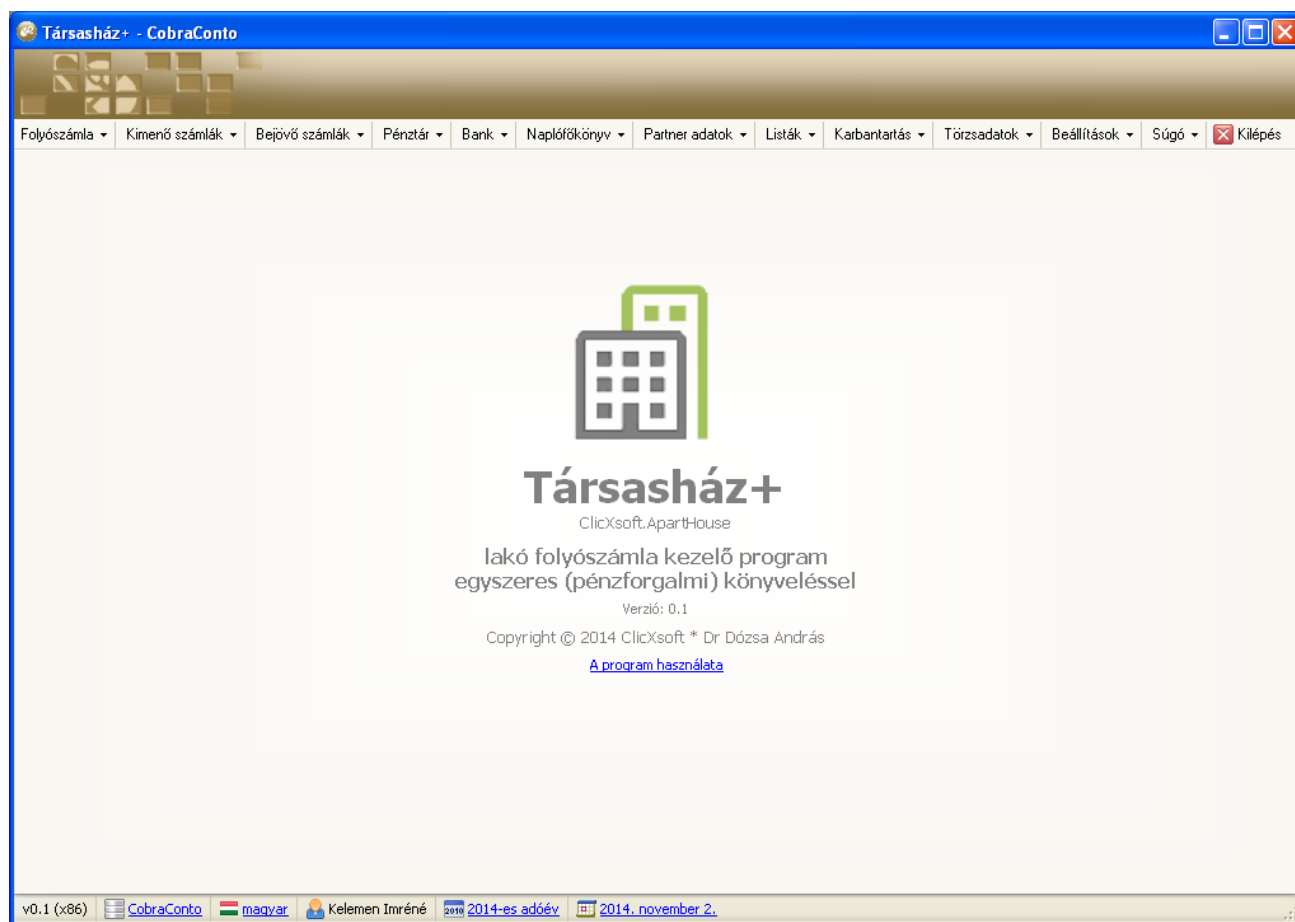 Társasház+ - CobraConto
Folyószámla Kimenő számlák Bejövő számlák Pénztár Bank Naplófőkönyv Partner adatok Listák Karbantartás Törzsadatok Beállítások Súgó Kilépés
Társasház+
ClicXsoft.ApartHouse
lakó folyószámla kezelő program
egyszeres (pénzforgalmi) könyveléssel
Verzió: 0.1
Copyright © 2014 ClicXsoft * Dr Dózsa András
A program használata
v0.1 (x86) CobraConto magyar Kelemen Imréné 2010 2014-es adóév 2014. november 2.